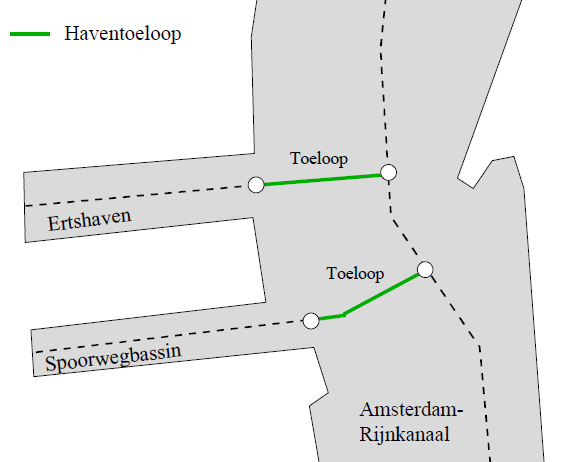 Haventoeloop
Toeloop
Ertshaven
Toeloop
Spoorwegbassin
Amsterdam-
Rijnkanaal